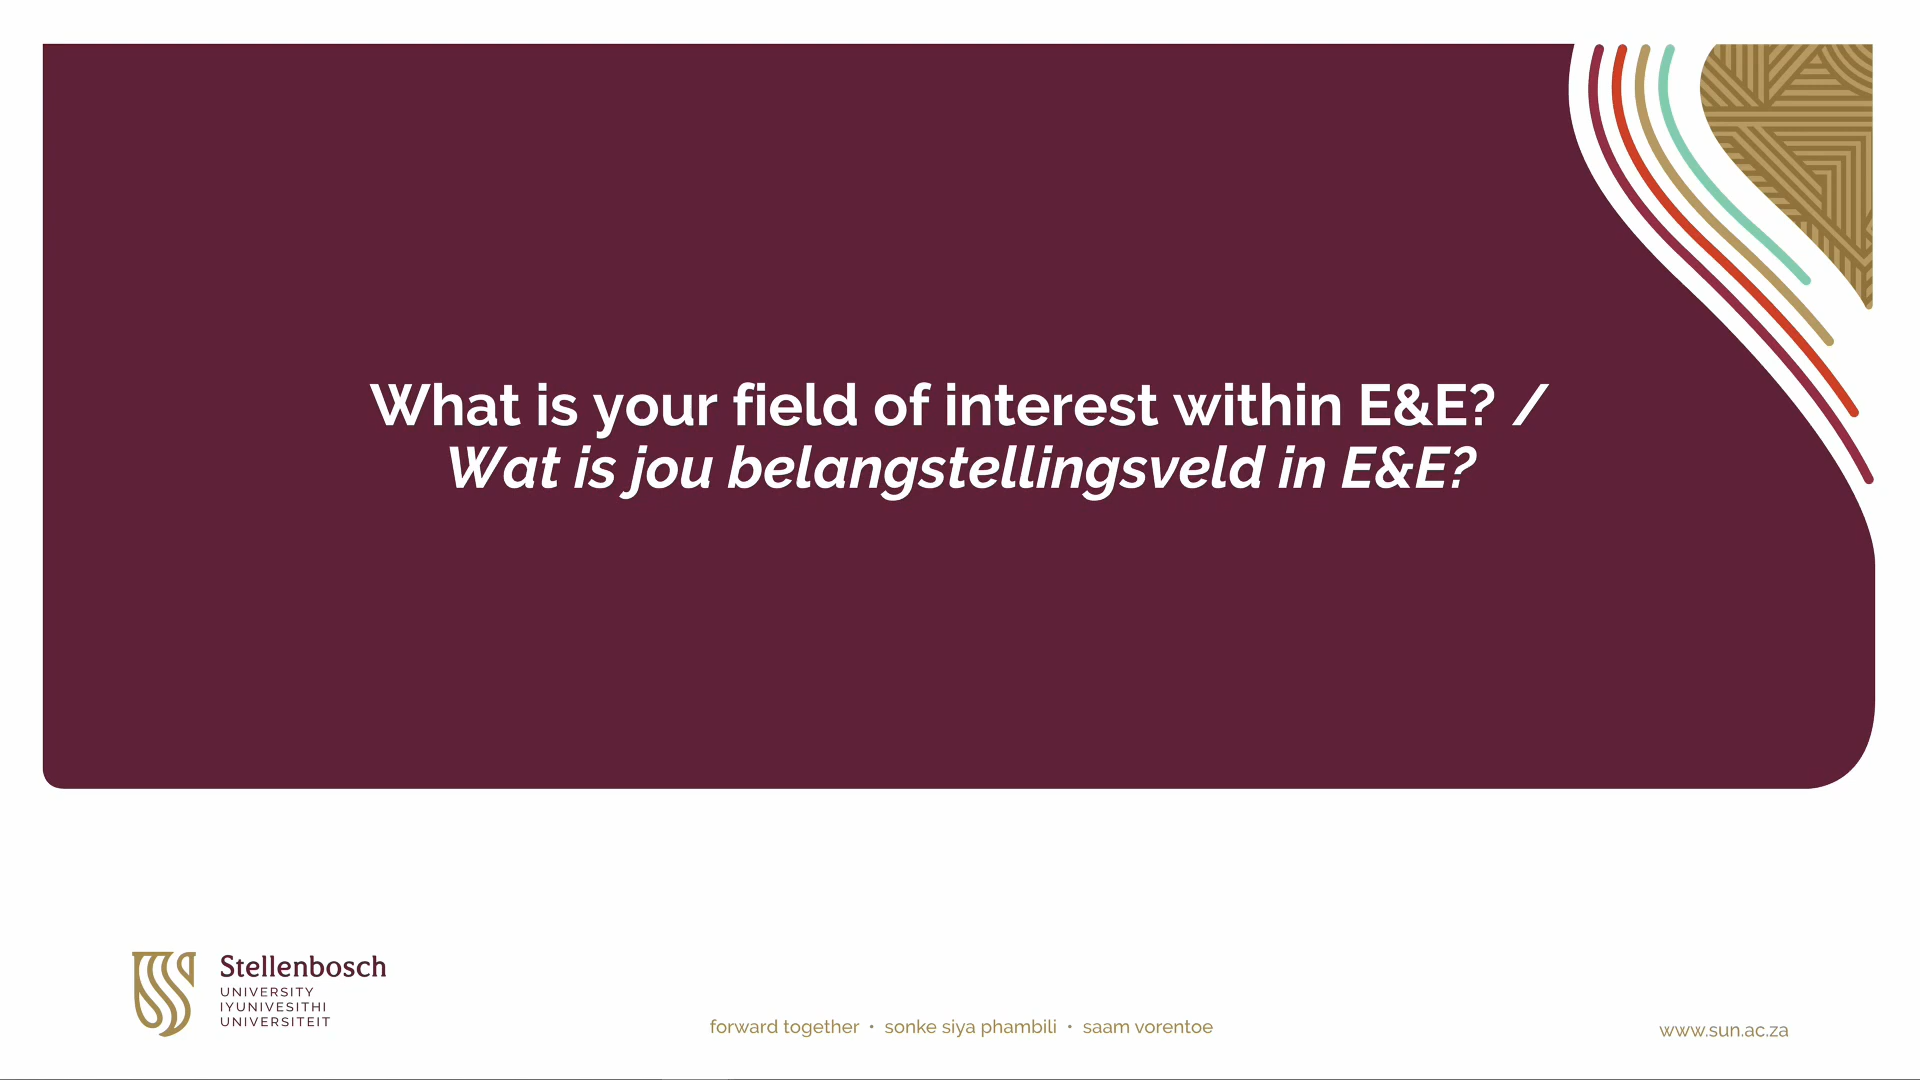 What is your field of interest within E&E? /
Wat is jou belangstellingsveld in E&E?
Stellenbosch
UNIVERSITY
IYUNIVESITHI
UNIVERSITEIT
forward together • sonke siya phambili • saam vorentoe
www.sun.ac.za